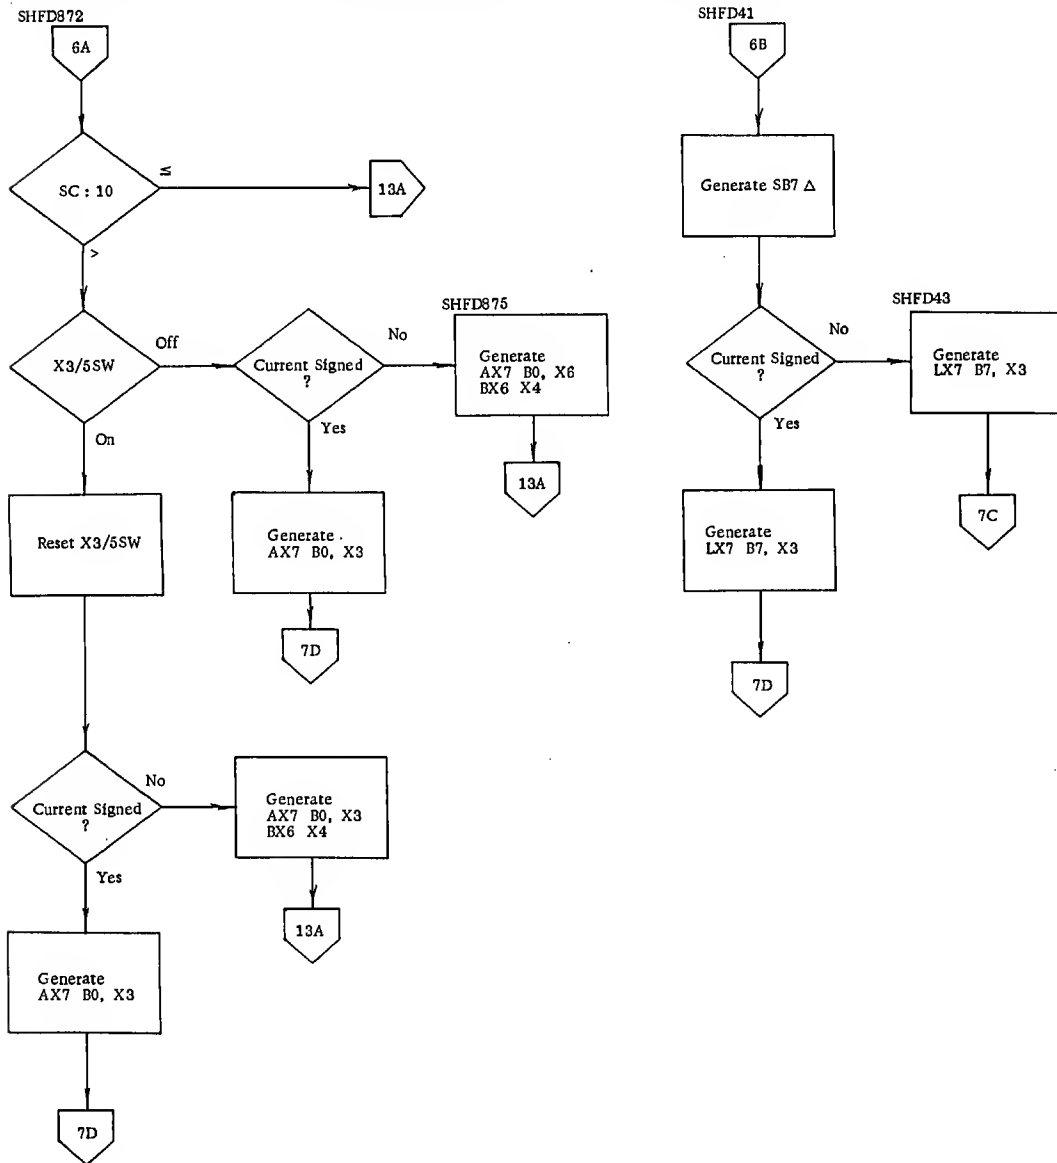 SHFD872
6A
SC : 10
≤
13A
>
X3/5SW
Off
Current Signed
?
No
SHFD875
Generate
AX7 B0, X6
BX6 X4
13A
On
Yes
Reset X3/5SW
Generate
AX7 B0, X3
7D
Current Signed
?
No
Generate
AX7 B0, X3
BX6 X4
13A
Yes
Generate
AX7 B0, X3
7D
SHFD41
6B
Generate SB7 Δ
Current Signed
?
No
SHFD43
Generate
LX7 B7, X3
7C
Yes
Generate
LX7 B7, X3
7D